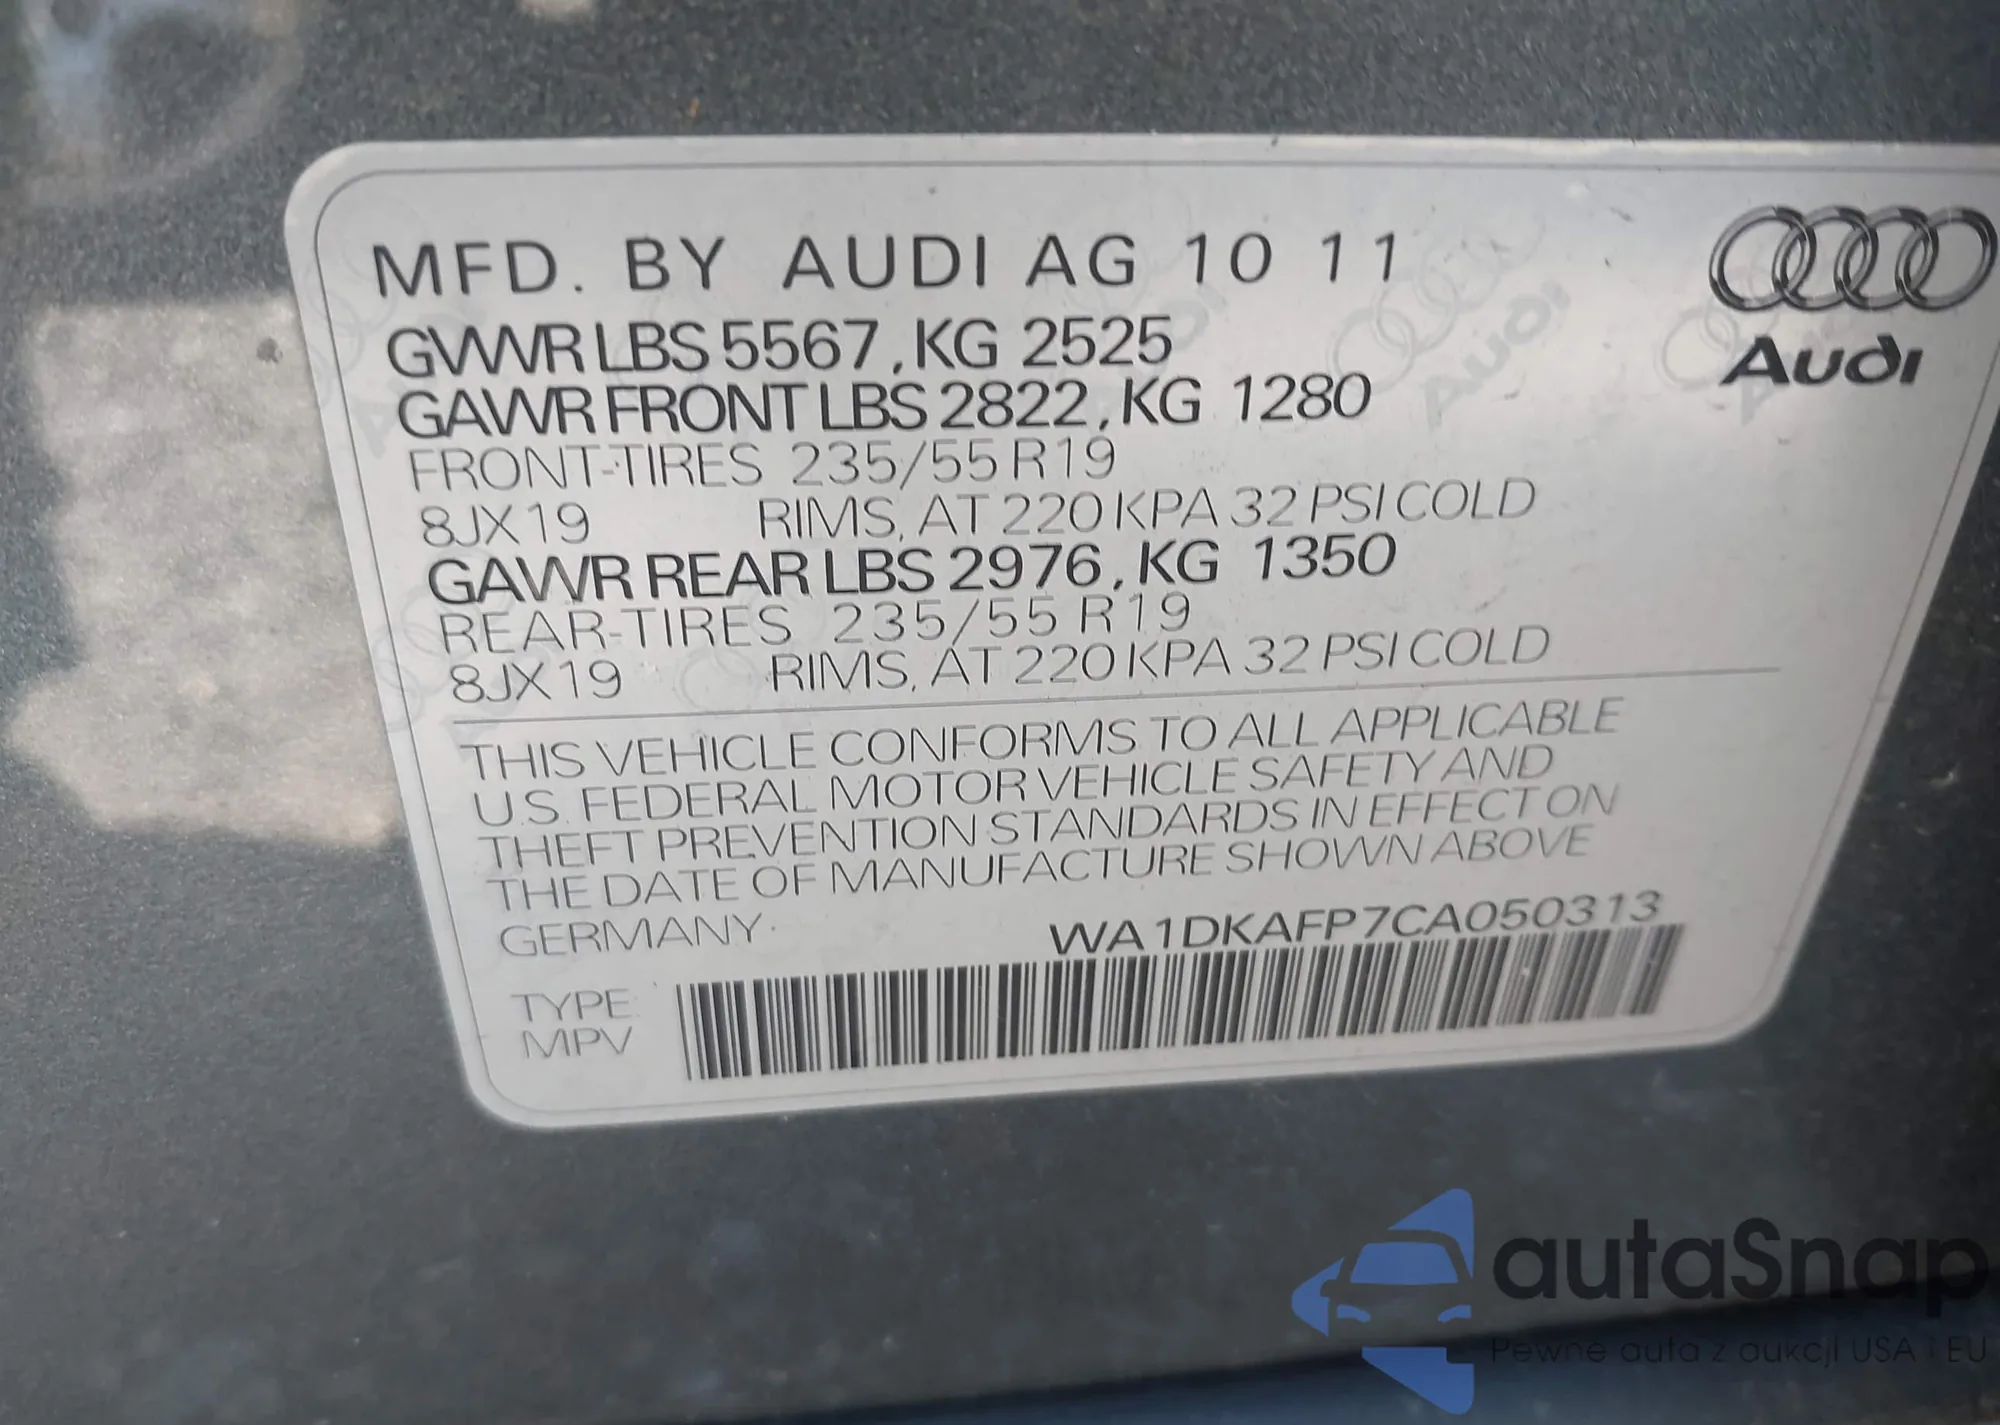 MFD. BY AUDI AG 10 11
GVWR LBS 5567, KG 2525
GAWR FRONT LBS 2822, KG 1280
FRONT-TIRES 235/55 R19
8JX19 RIMS, AT 220 KPA 32 PSI COLD
GAWR REAR LBS 2976, KG 1350
REAR-TIRES 235/55 R19
8JX19 RIMS, AT 220 KPA 32 PSI COLD
Audi
THIS VEHICLE CONFORMS TO ALL APPLICABLE
U.S. FEDERAL MOTOR VEHICLE SAFETY AND
THEFT PREVENTION STANDARDS IN EFFECT ON
THE DATE OF MANUFACTURE SHOWN ABOVE
GERMANY WA1DKAFP7CA050313
TYPE
MPV
autaSnap
Pewne auta z aukcji USA i EU